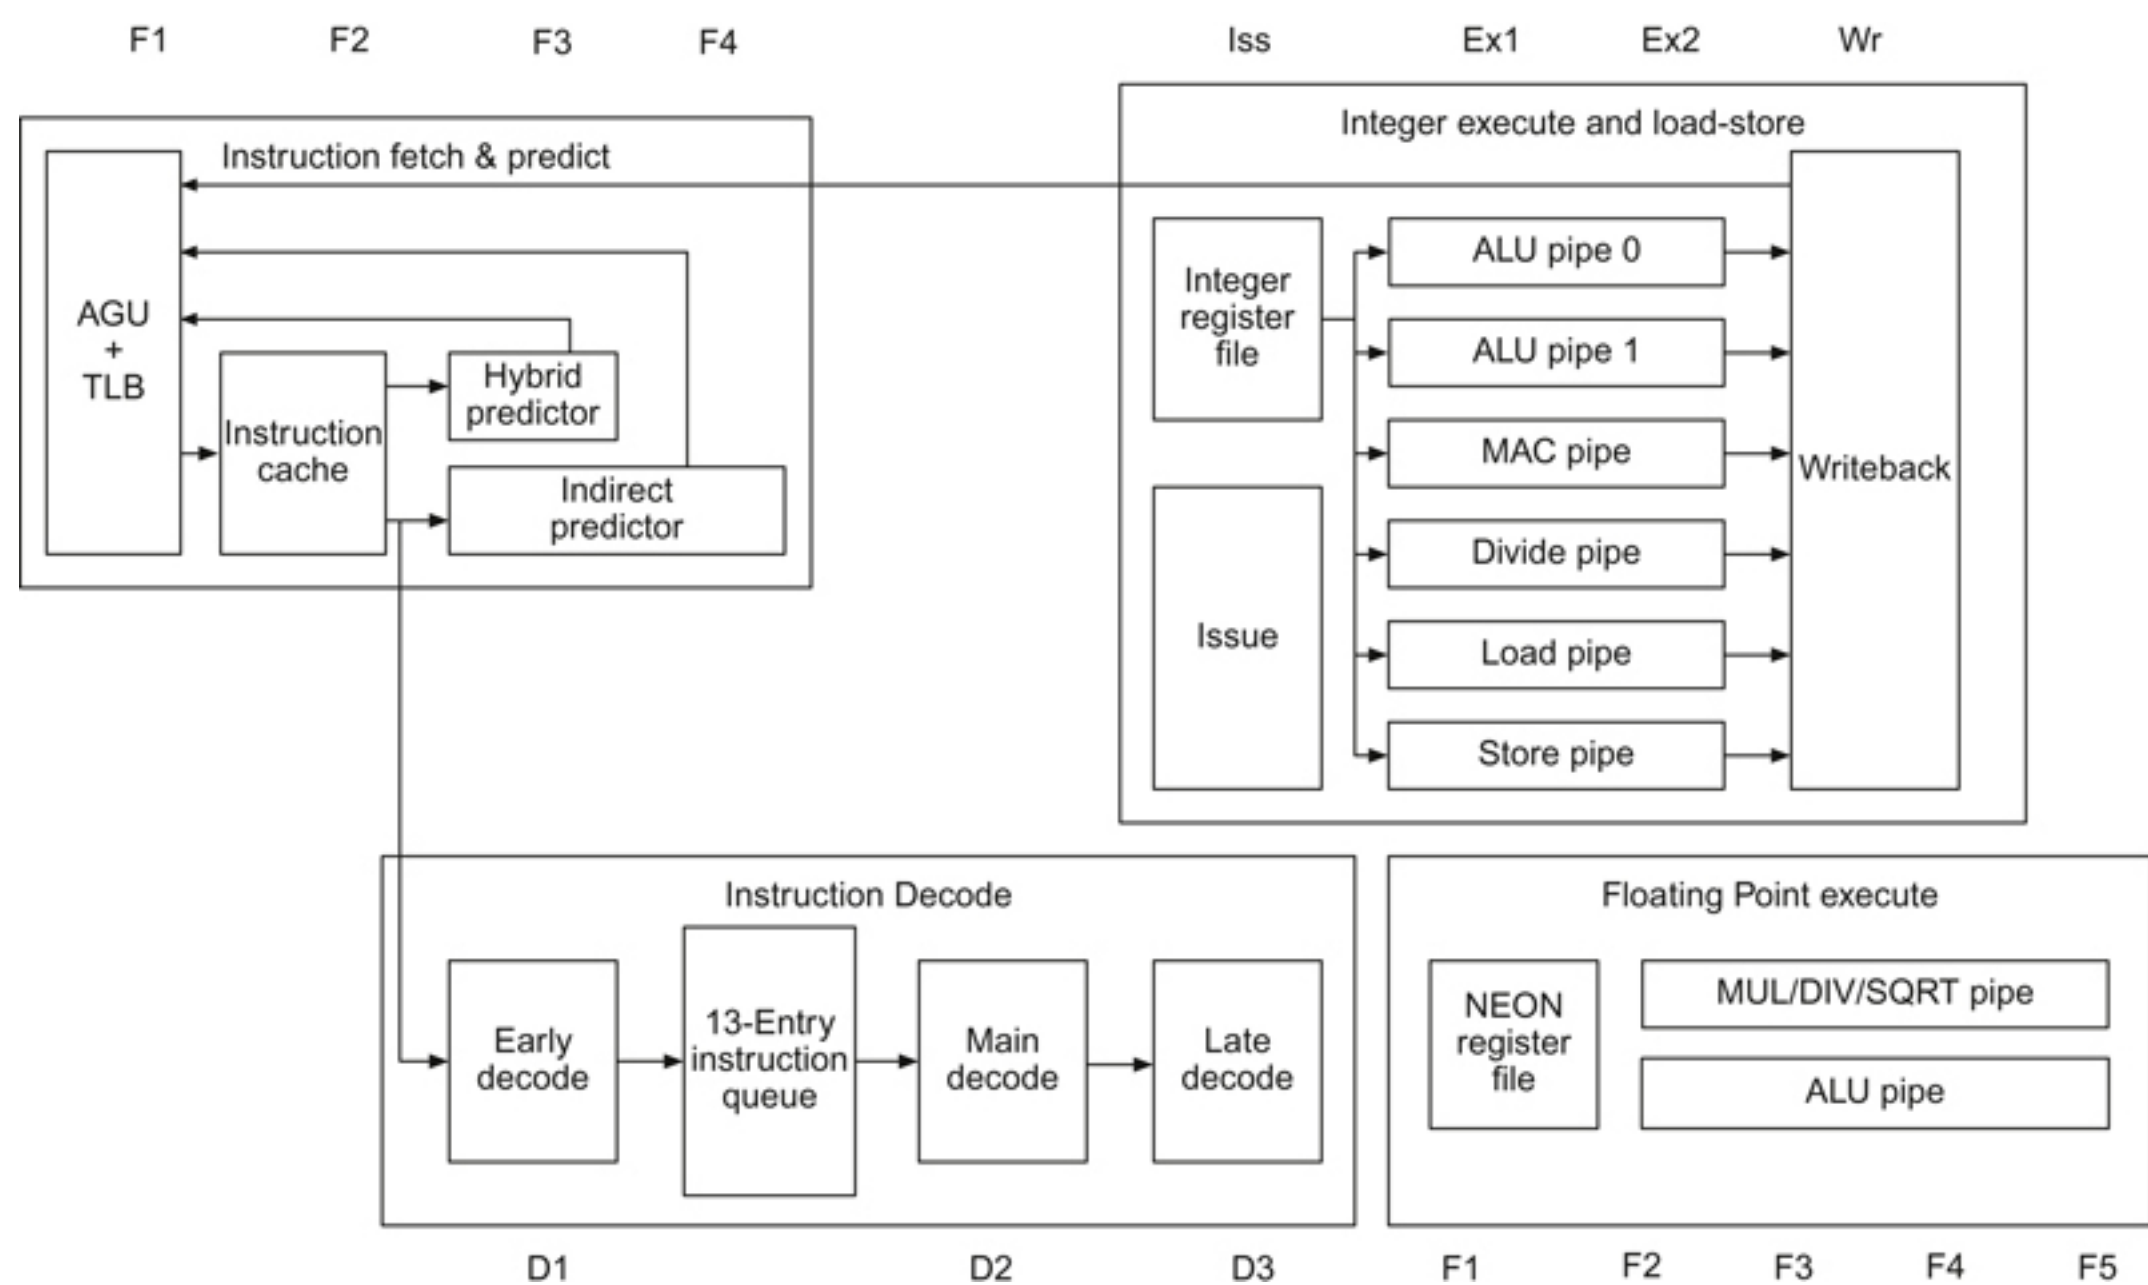 F1
F2
F3
F4
Iss
Ex1
Ex2
Wr
Instruction fetch & predict
AGU
+
TLB
Instruction
cache
Hybrid
predictor
Indirect
predictor
Integer execute and load-store
Integer
register
file
Issue
ALU pipe 0
ALU pipe 1
MAC pipe
Divide pipe
Load pipe
Store pipe
Writeback
Instruction Decode
Early
decode
13-Entry
instruction
queue
Main
decode
Late
decode
Floating Point execute
NEON
register
file
MUL/DIV/SQRT pipe
ALU pipe
D1
D2
D3
F1
F2
F3
F4
F5